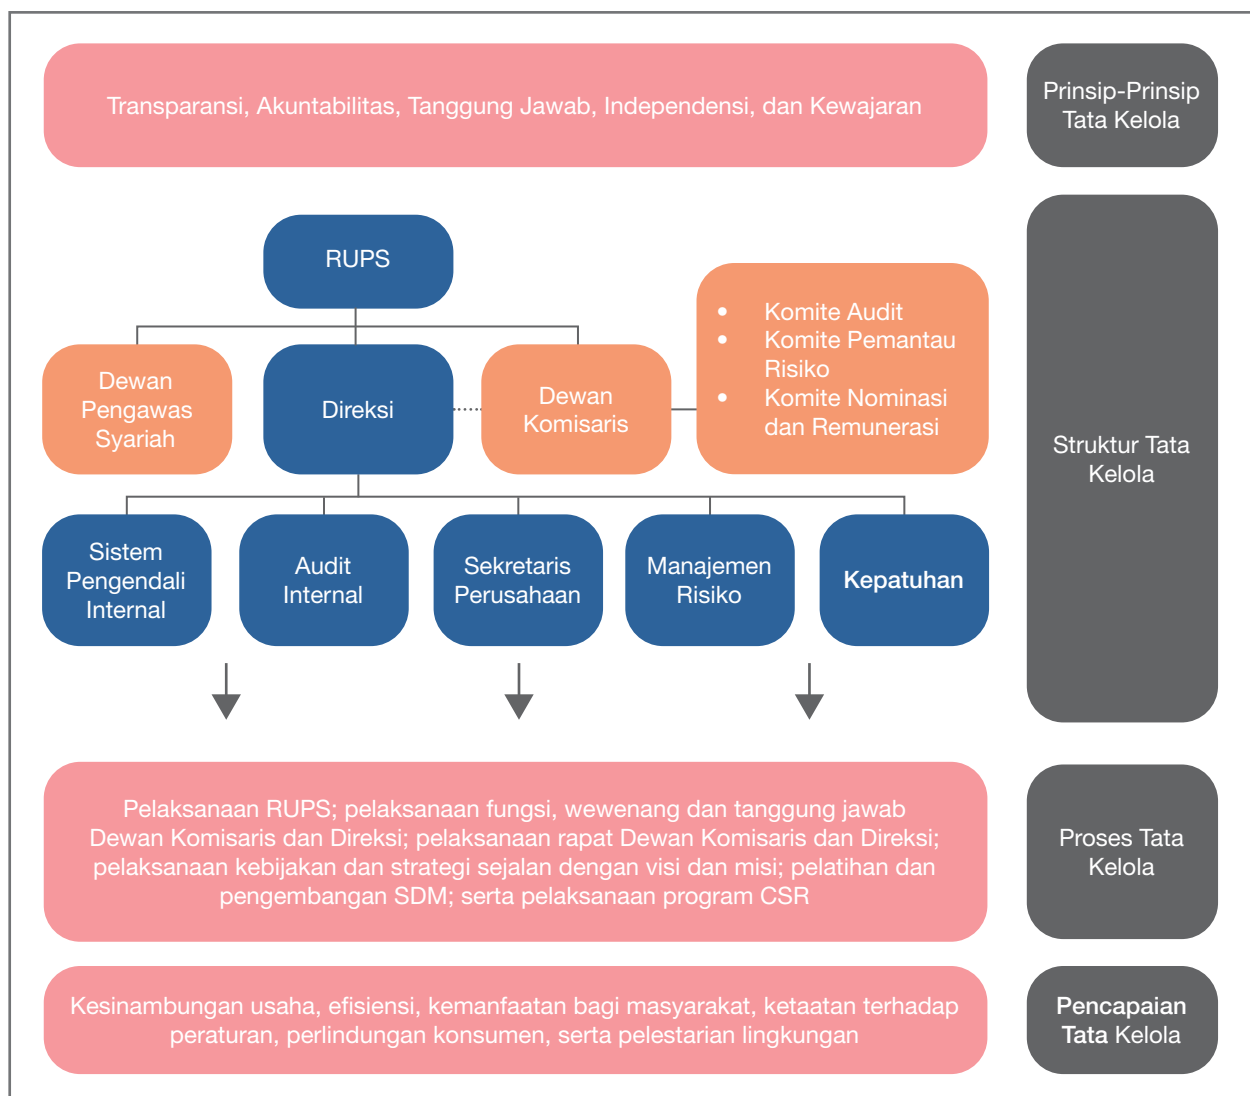 Transparansi, Akuntabilitas, Tanggung Jawab, Independensi, dan Kewajaran
Prinsip-Prinsip
Tata Kelola
RUPS
Dewan
Pengawas
Syariah
Direksi
Dewan
Komisaris
• Komite Audit
• Komite Pemantau
Risiko
• Komite Nominasi
dan Remunerasi
Struktur Tata
Kelola
Sistem
Pengendali
Internal
Audit
Internal
Sekretaris
Perusahaan
Manajemen
Risiko
Kepatuhan
Pelaksanaan RUPS; pelaksanaan fungsi, wewenang dan tanggung jawab
Dewan Komisaris dan Direksi; pelaksanaan rapat Dewan Komisaris dan Direksi;
pelaksanaan kebijakan dan strategi sejalan dengan visi dan misi; pelatihan dan
pengembangan SDM; serta pelaksanaan program CSR
Proses Tata
Kelola
Kesinambungan usaha, efisiensi, kemanfaatan bagi masyarakat, ketaatan terhadap
peraturan, perlindungan konsumen, serta pelestarian lingkungan
Pencapaian
Tata Kelola